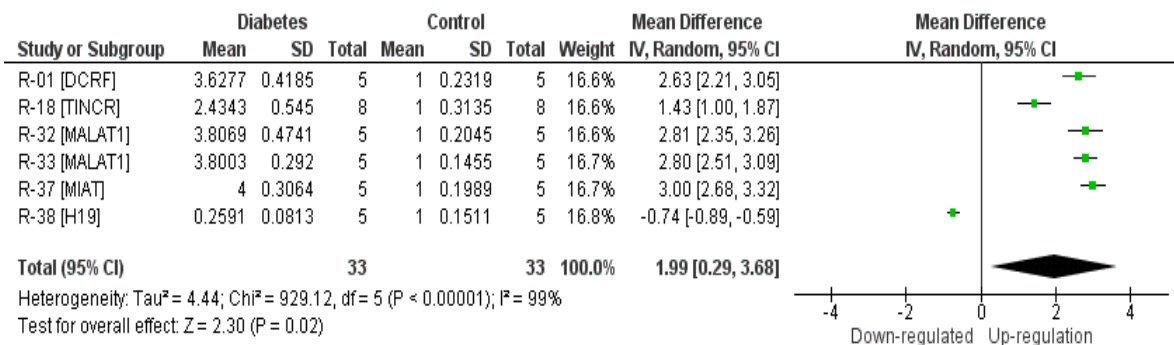 Diabetes Control Mean Difference Mean Difference
Study or Subgroup Mean SD Total Mean SD Total Weight IV, Random, 95% CI IV, Random, 95% CI
R-01 [DCRF] 3.6277 0.4185 5 1 0.2319 5 16.6% 2.63 [2.21, 3.05]
R-18 [TINCR] 2.4343 0.545 8 1 0.3135 8 16.6% 1.43 [1.00, 1.87]
R-32 [MALAT1] 3.8069 0.4741 5 1 0.2045 5 16.6% 2.81 [2.35, 3.26]
R-33 [MALAT1] 3.8003 0.292 5 1 0.1455 5 16.7% 2.80 [2.51, 3.09]
R-37 [MIAT] 4 0.3064 5 1 0.1989 5 16.7% 3.00 [2.68, 3.32]
R-38 [H19] 0.2591 0.0813 5 1 0.1511 5 16.8% -0.74 [-0.89, -0.59]
Total (95% CI) 33 33 100.0% 1.99 [0.29, 3.68]
Heterogeneity: Tau² = 4.44; Chi² = 929.12, df = 5 (P < 0.00001); I² = 99%
Test for overall effect: Z = 2.30 (P = 0.02)
-4 -2 0 2 4
Down-regulated Up-regulation